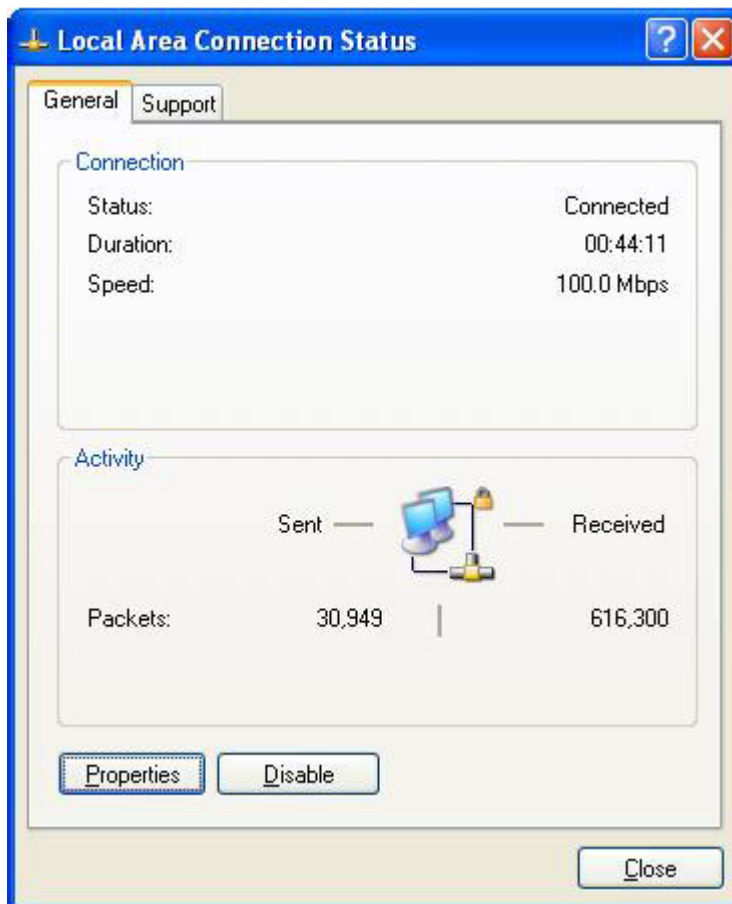 Local Area Connection Status ?
General Support
Connection
Status: Connected
Duration: 00:44:11
Speed: 100.0 Mbps
Activity
Sent Received
Packets: 30,949 616,300
Properties Disable
Close